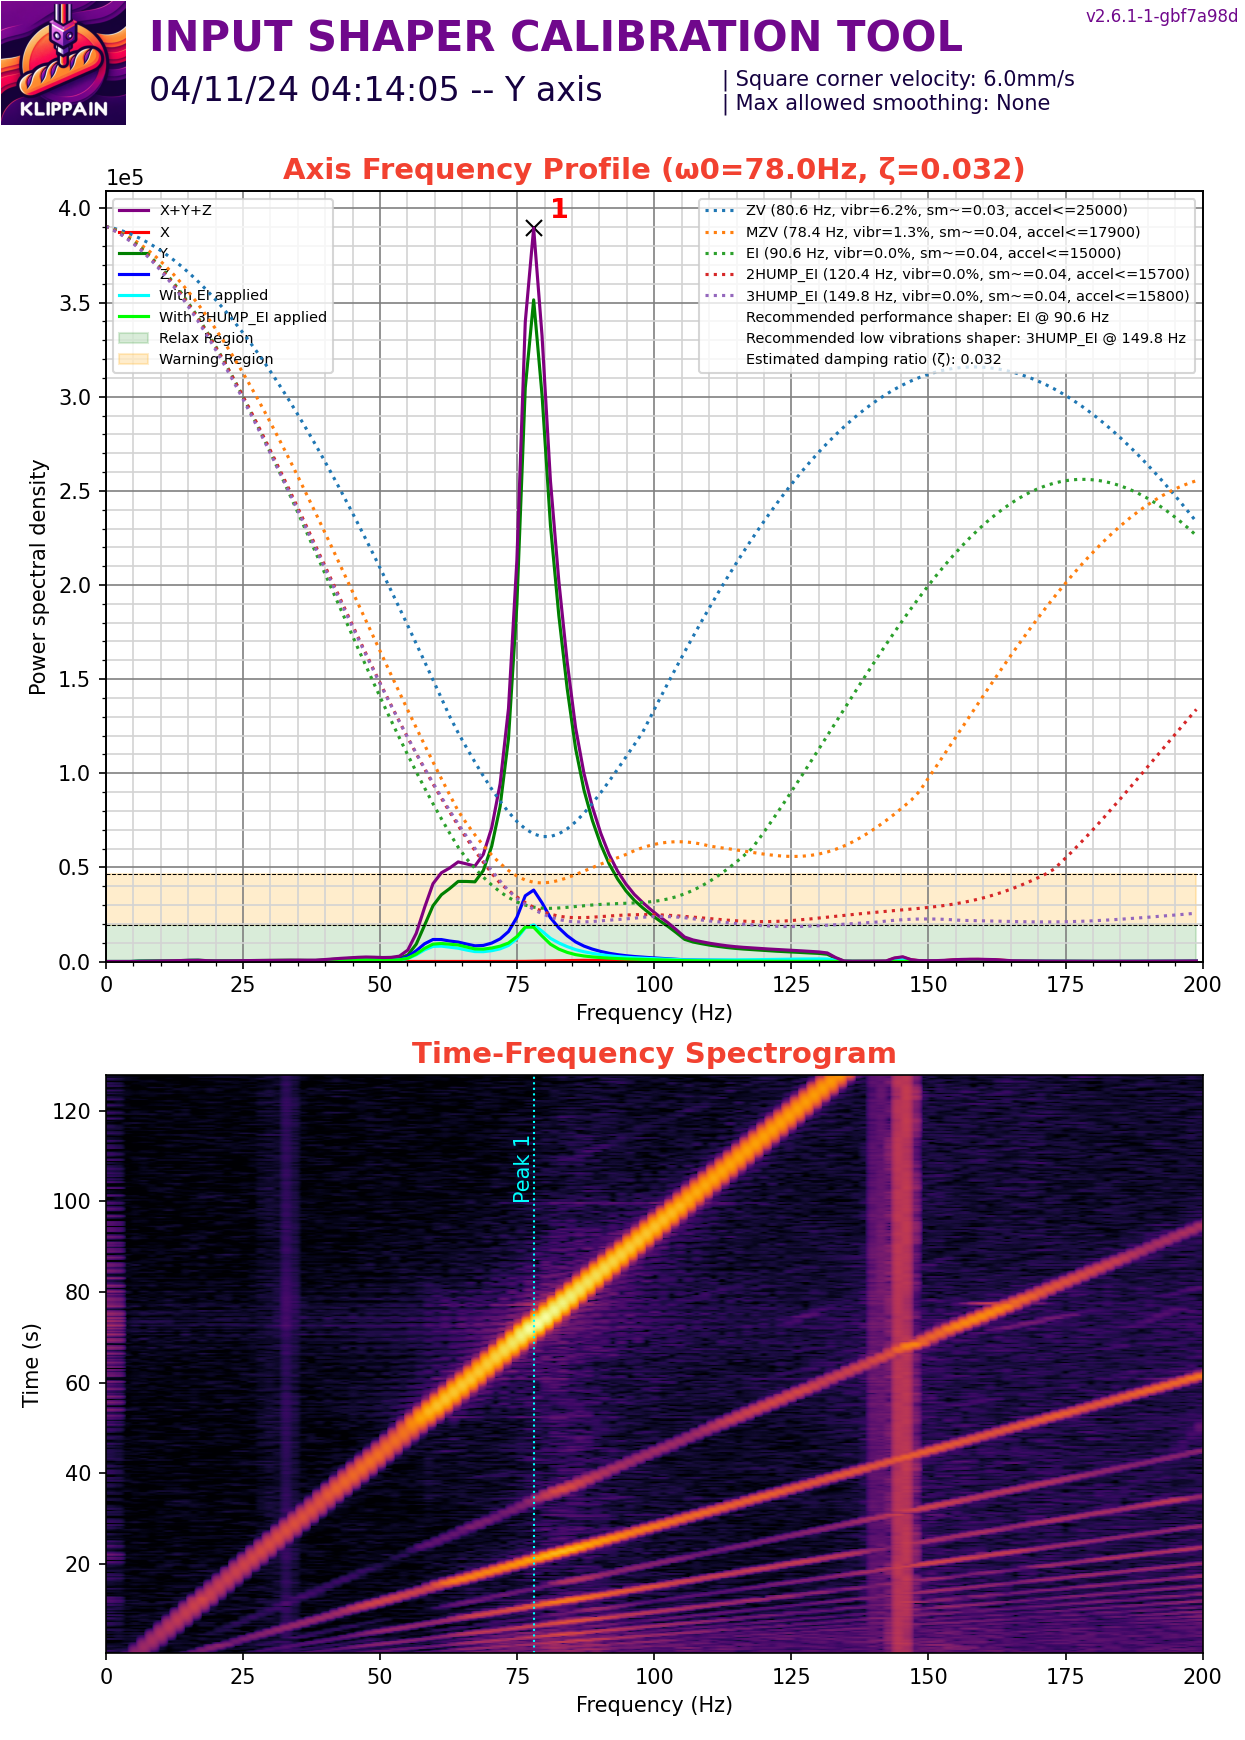 v2.6.1-1-gbf7a98d
INPUT SHAPER CALIBRATION TOOL
04/11/24 04:14:05 -- Y axis
| Square corner velocity: 6.0mm/s
| Max allowed smoothing: None
KLIPPAIN
Axis Frequency Profile (ω0=78.0Hz, ζ=0.032)
1e5
1
X+Y+Z
X
Y
Z
With EI applied
With 3HUMP_EI applied
Relax Region
Warning Region
ZV (80.6 Hz, vibr=6.2%, sm~=0.03, accel<=25000)
MZV (78.4 Hz, vibr=1.3%, sm~=0.04, accel<=17900)
EI (90.6 Hz, vibr=0.0%, sm~=0.04, accel<=15000)
2HUMP_EI (120.4 Hz, vibr=0.0%, sm~=0.04, accel<=15700)
3HUMP_EI (149.8 Hz, vibr=0.0%, sm~=0.04, accel<=15800)
Recommended performance shaper: EI @ 90.6 Hz
Recommended low vibrations shaper: 3HUMP_EI @ 149.8 Hz
Estimated damping ratio (ζ): 0.032
4.0
3.5
3.0
2.5
2.0
1.5
1.0
0.5
0.0
Power spectral density
0 25 50 75 100 125 150 175 200
Frequency (Hz)
Time-Frequency Spectrogram
120
100
80
60
40
20
Time (s)
Peak 1
0 25 50 75 100 125 150 175 200
Frequency (Hz)